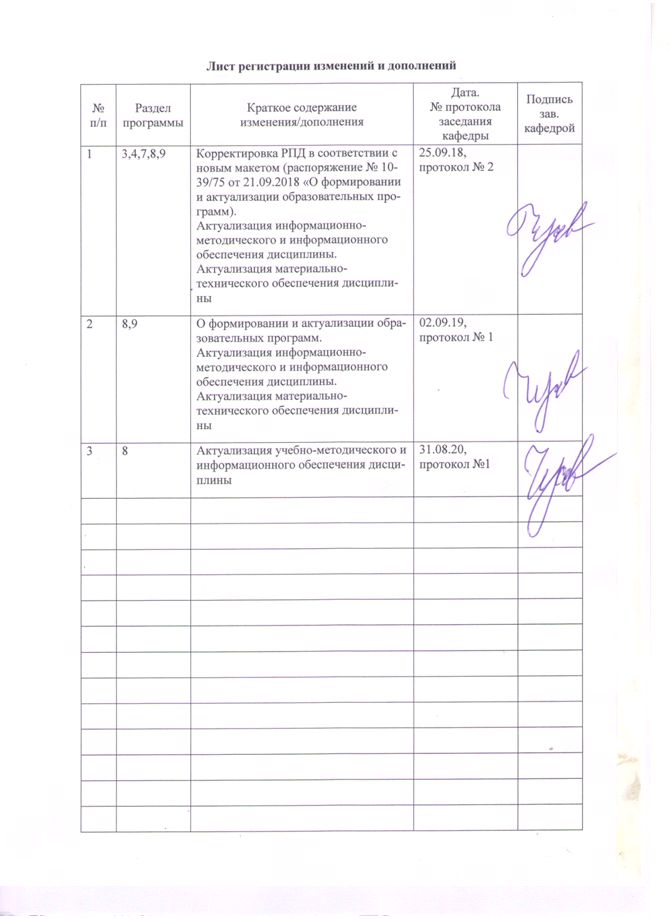 Лист регистрации изменений и дополнений
№
п/п
Раздел
программы
Краткое содержание
изменения/дополнения
Дата.
№ протокола
заседания
кафедры
Подпись
зав.
кафедрой
1
3,4,7,8,9
Корректировка РПД в соответствии с
новым макетом (распоряжение № 10-
39/75 от 21.09.2018 «О формировании
и актуализации образовательных про-
грамм).
Актуализация информационно-
методического и информационного
обеспечения дисциплины.
Актуализация материально-
технического обеспечения дисципли-
ны
25.09.18,
протокол № 2
2
8,9
О формировании и актуализации обра-
зовательных программ.
Актуализация информационно-
методического и информационного
обеспечения дисциплины.
Актуализация материально-
технического обеспечения дисципли-
ны
02.09.19,
протокол № 1
3
8
Актуализация учебно-методического и
информационного обеспечения дисци-
плины
31.08.20,
протокол №1